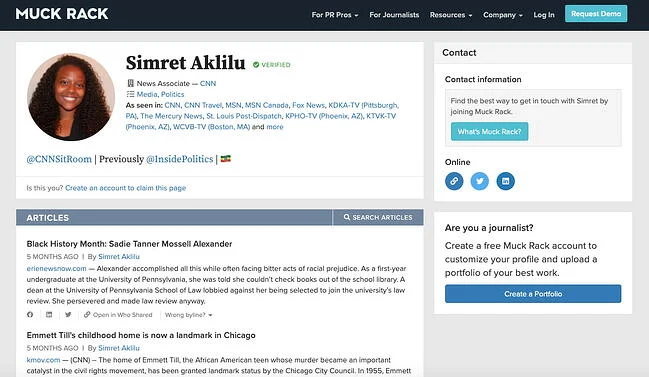 MUCK RACK
For PR Pros
For Journalists
Resources
Company
Log In
Request Demo
Simret Aklilu
VERIFIED
News Associate — CNN
Media, Politics
As seen in: CNN, CNN Travel, MSN, MSN Canada, Fox News, KDKA-TV (Pittsburgh,
PA), The Mercury News, St. Louis Post-Dispatch, KPHO-TV (Phoenix, AZ), KTVK-TV
(Phoenix, AZ), WCVB-TV (Boston, MA) and more
@CNNSitRoom | Previously @InsidePolitics |
Is this you? Create an account to claim this page
ARTICLES
SEARCH ARTICLES
Black History Month: Sadie Tanner Mossell Alexander
5 MONTHS AGO | By Simret Aklilu
erienewsnow.com — Alexander accomplished all this while often facing bitter acts of racial prejudice. As a first-year
undergraduate at the University of Pennsylvania, she was told she couldn't check books out of the school library. A
dean at the University of Pennsylvania School of Law lobbied against her being selected to join the university's law
review. She persevered and made law review anyway.
Open in Who Shared
Wrong byline?
Emmett Till's childhood home is now a landmark in Chicago
5 MONTHS AGO | By Simret Aklilu
kmov.com — (CNN) – The home of Emmett Till, the African American teen whose murder became an important
catalyst in the civil rights movement, has been granted landmark status by the Chicago City Council. In 1955, Emmett
Contact
Contact information
Find the best way to get in touch with Simret by
joining Muck Rack.
What's Muck Rack?
Online
Are you a journalist?
Create a free Muck Rack account to
customize your profile and upload a
portfolio of your best work.
Create a Portfolio